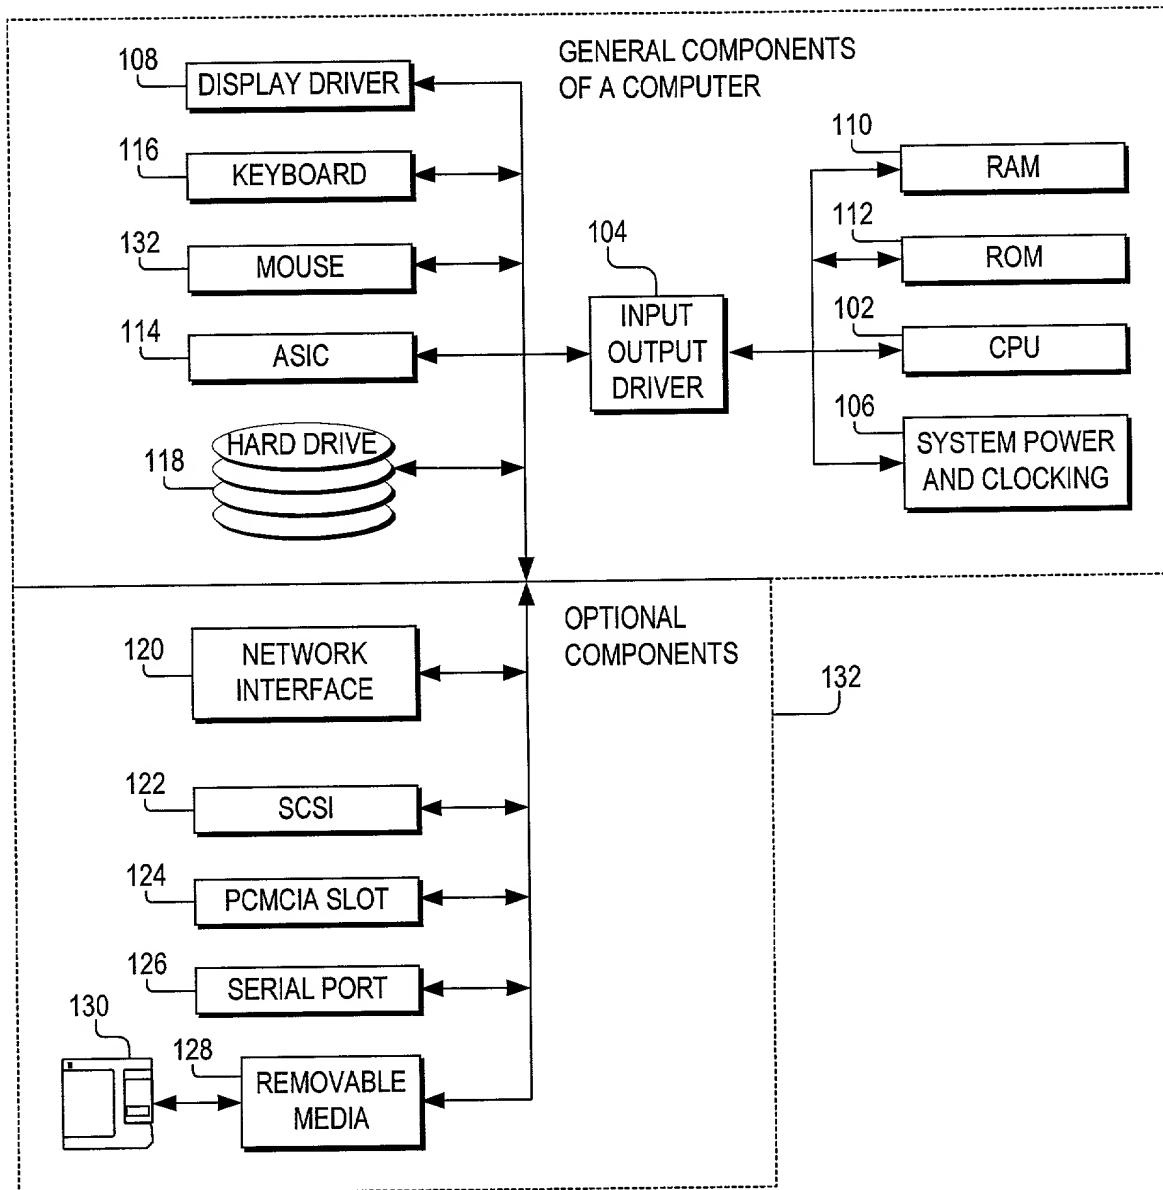 GENERAL COMPONENTS
OF A COMPUTER
108
DISPLAY DRIVER
116
KEYBOARD
132
MOUSE
114
ASIC
HARD DRIVE
118
104
INPUT
OUTPUT
DRIVER
110
RAM
112
ROM
102
CPU
106
SYSTEM POWER
AND CLOCKING
OPTIONAL
COMPONENTS
120
NETWORK
INTERFACE
132
122
SCSI
124
PCMCIA SLOT
126
SERIAL PORT
130
128
REMOVABLE
MEDIA